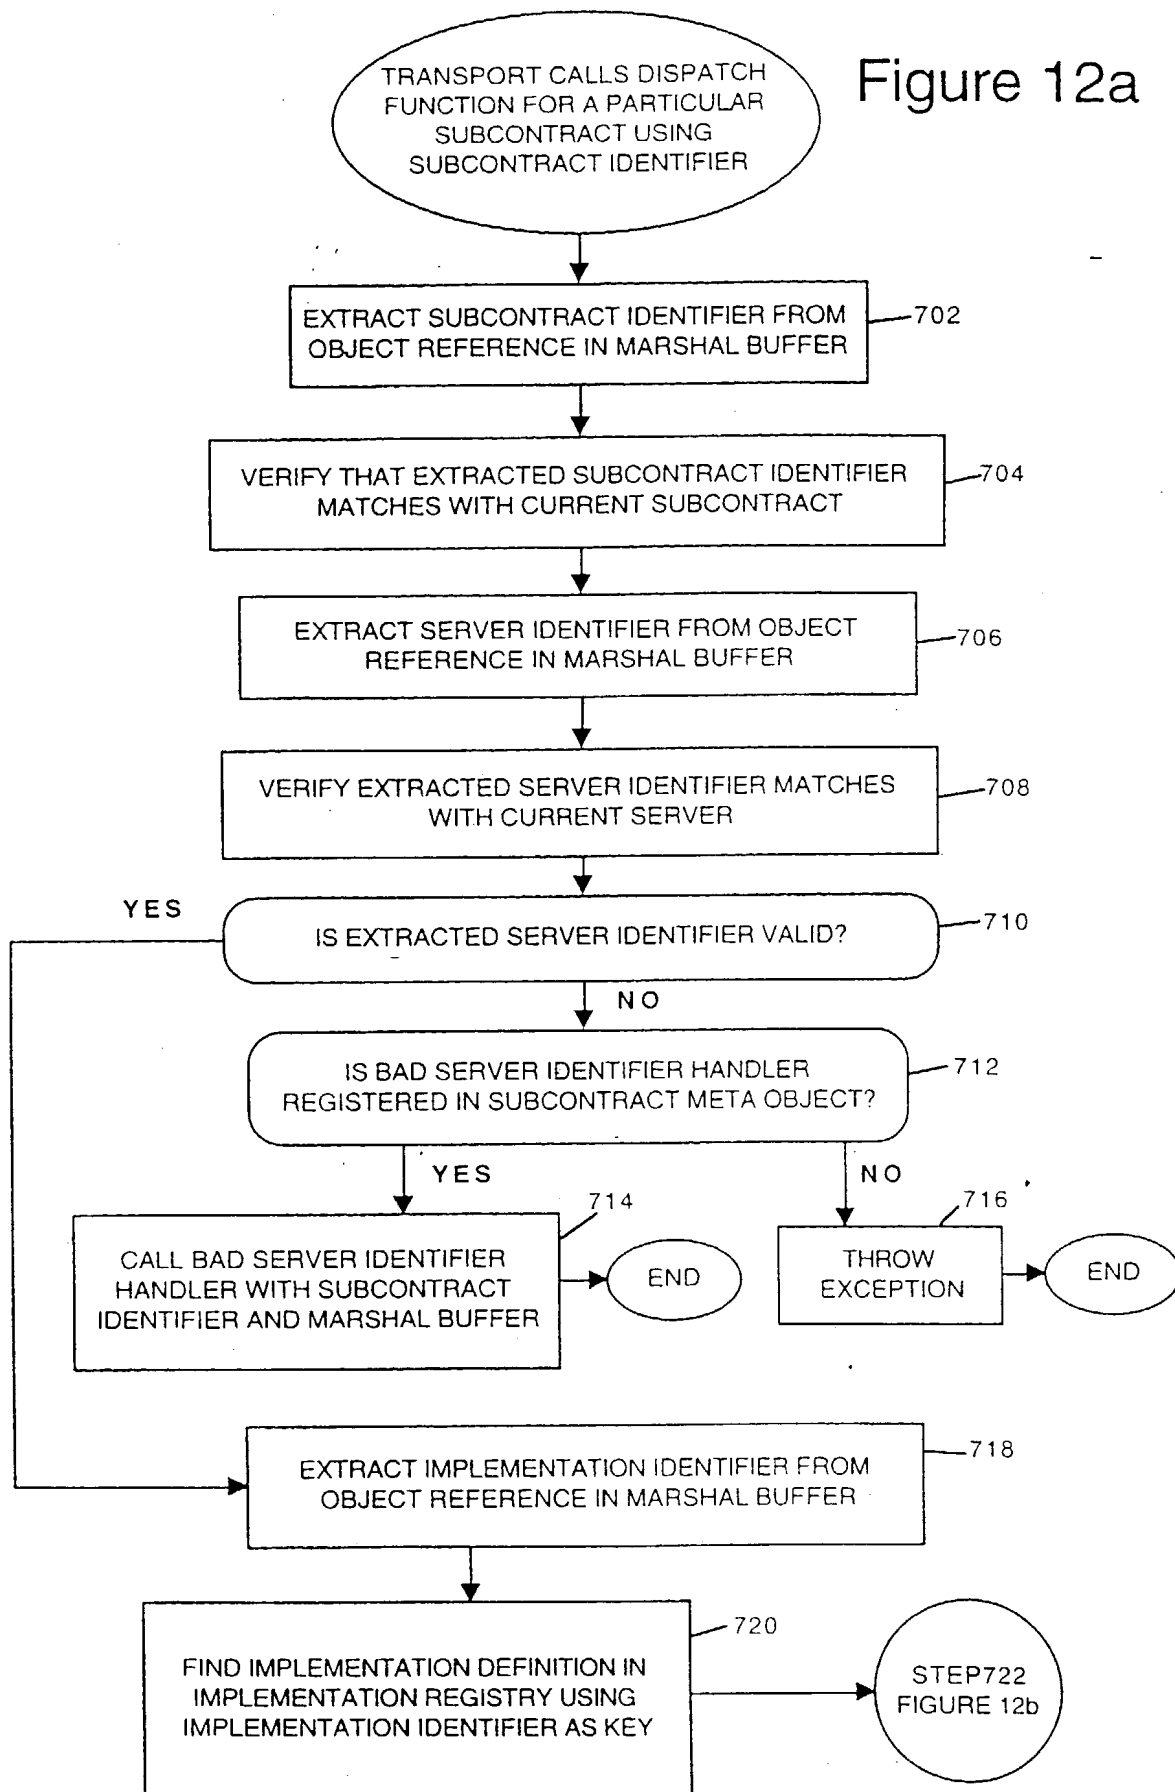 Figure 12a
TRANSPORT CALLS DISPATCH
FUNCTION FOR A PARTICULAR
SUBCONTRACT USING
SUBCONTRACT IDENTIFIER
EXTRACT SUBCONTRACT IDENTIFIER FROM
OBJECT REFERENCE IN MARSHAL BUFFER
702
VERIFY THAT EXTRACTED SUBCONTRACT IDENTIFIER
MATCHES WITH CURRENT SUBCONTRACT
704
EXTRACT SERVER IDENTIFIER FROM OBJECT
REFERENCE IN MARSHAL BUFFER
706
VERIFY EXTRACTED SERVER IDENTIFIER MATCHES
WITH CURRENT SERVER
708
YES
IS EXTRACTED SERVER IDENTIFIER VALID?
710
NO
IS BAD SERVER IDENTIFIER HANDLER
REGISTERED IN SUBCONTRACT META OBJECT?
712
YES
NO
714
716
CALL BAD SERVER IDENTIFIER
HANDLER WITH SUBCONTRACT
IDENTIFIER AND MARSHAL BUFFER
END
THROW
EXCEPTION
END
EXTRACT IMPLEMENTATION IDENTIFIER FROM
OBJECT REFERENCE IN MARSHAL BUFFER
718
FIND IMPLEMENTATION DEFINITION IN
IMPLEMENTATION REGISTRY USING
IMPLEMENTATION IDENTIFIER AS KEY
720
STEP722
FIGURE 12b